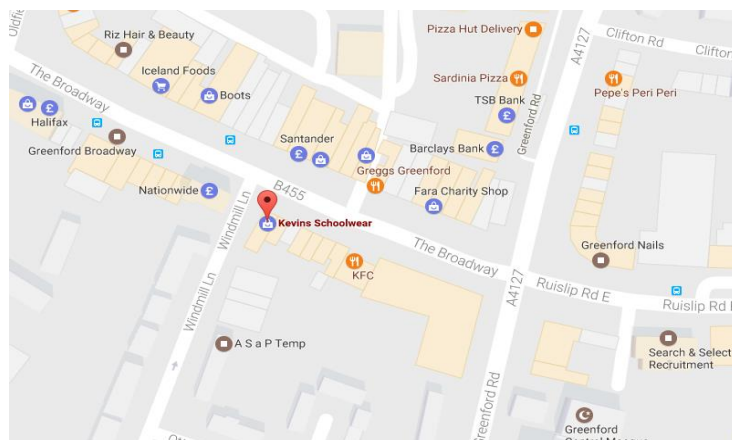 Oldfie
Riz Hair & Beauty
Iceland Foods
Boots
The Broadway
Halifax
Greenford Broadway
Nationwide
Santander
B455
Windmill Ln
Kevins Schoolwear
Greggs Greenford
Fara Charity Shop
Barclays Bank
TSB Bank
Sardinia Pizza
Pizza Hut Delivery
Greenford Rd
A4127
Clifton Rd
Clifton
Pepe's Peri Peri
Greenford Nails
The Broadway
KFC
Windmill Ln
A S a P Temp
A4127
Ruislip Rd E
Ruislip Rd E
Greenford Rd
Search & Select
Recruitment
Greenford